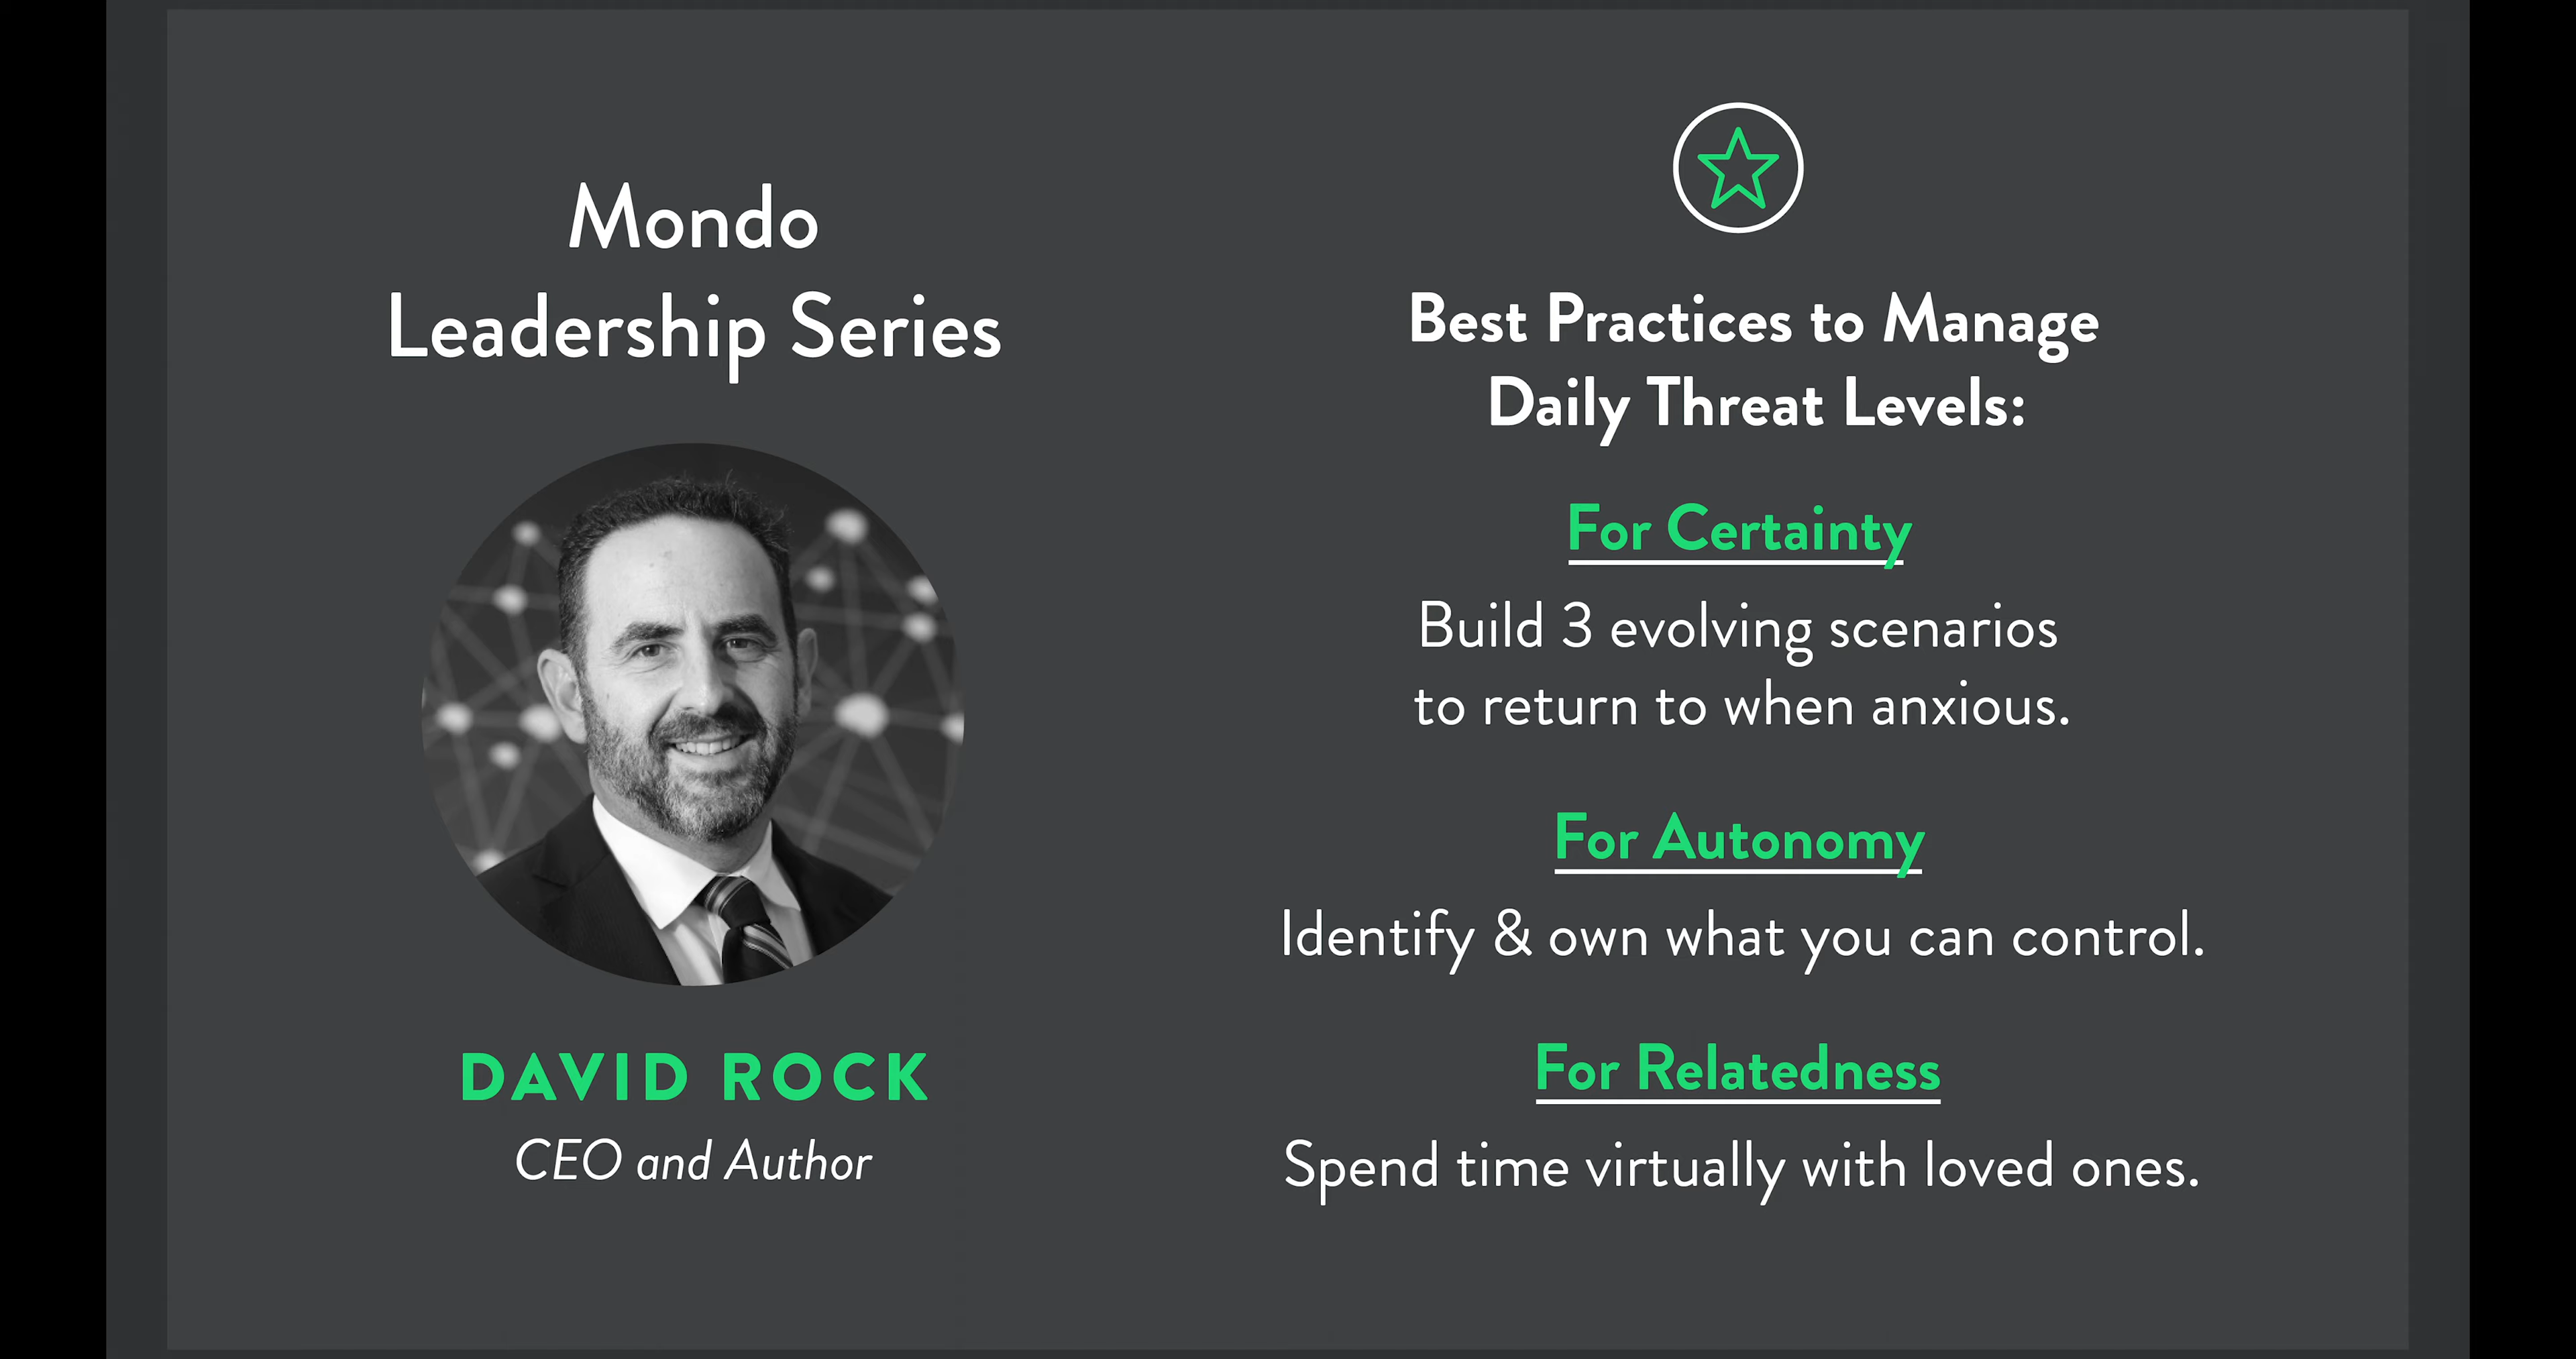 Mondo
Leadership Series
DAVID ROCK
CEO and Author
Best Practices to Manage
Daily Threat Levels:
For Certainty
Build 3 evolving scenarios
to return to when anxious.
For Autonomy
Identify & own what you can control.
For Relatedness
Spend time virtually with loved ones.